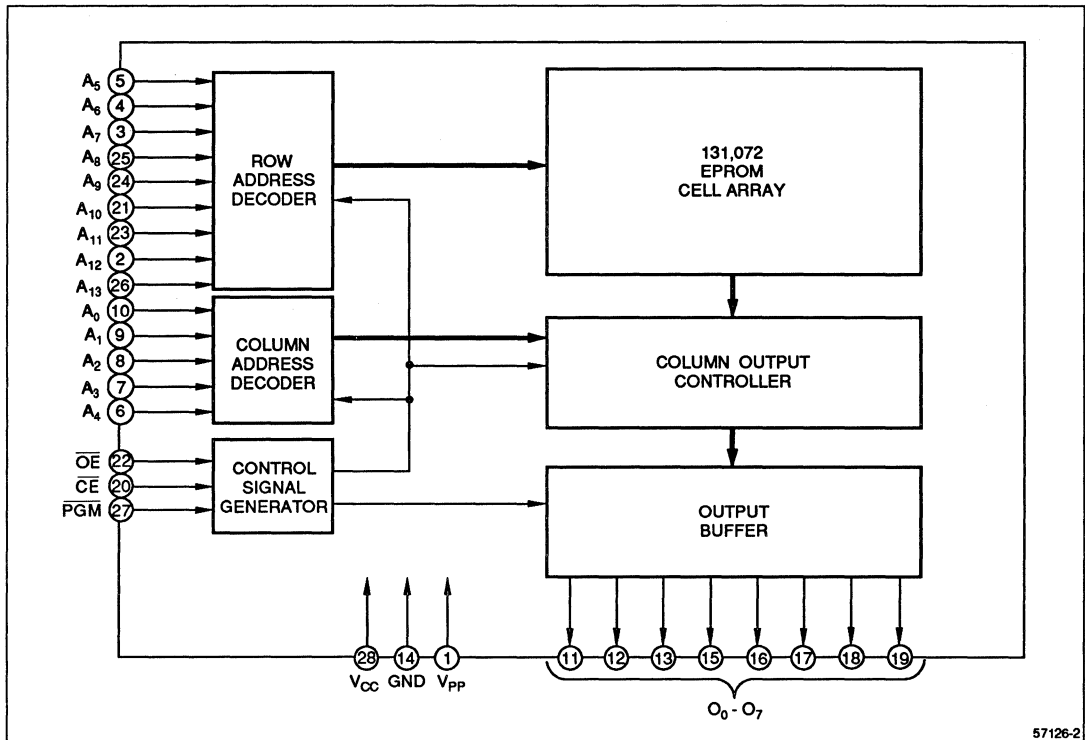 A5 5
A6 4
A7 3
A8 25
A9 24
A10 21
A11 23
A12 2
A13 26
A0 10
A1 9
A2 8
A3 7
A4 6
OE 22
CE 20
PGM 27
ROW
ADDRESS
DECODER
COLUMN
ADDRESS
DECODER
CONTROL
SIGNAL
GENERATOR
131,072
EPROM
CELL ARRAY
COLUMN OUTPUT
CONTROLLER
OUTPUT
BUFFER
28 14 1
VCC GND VPP
11 12 13 15 16 17 18 19
O0 - O7
57126-2